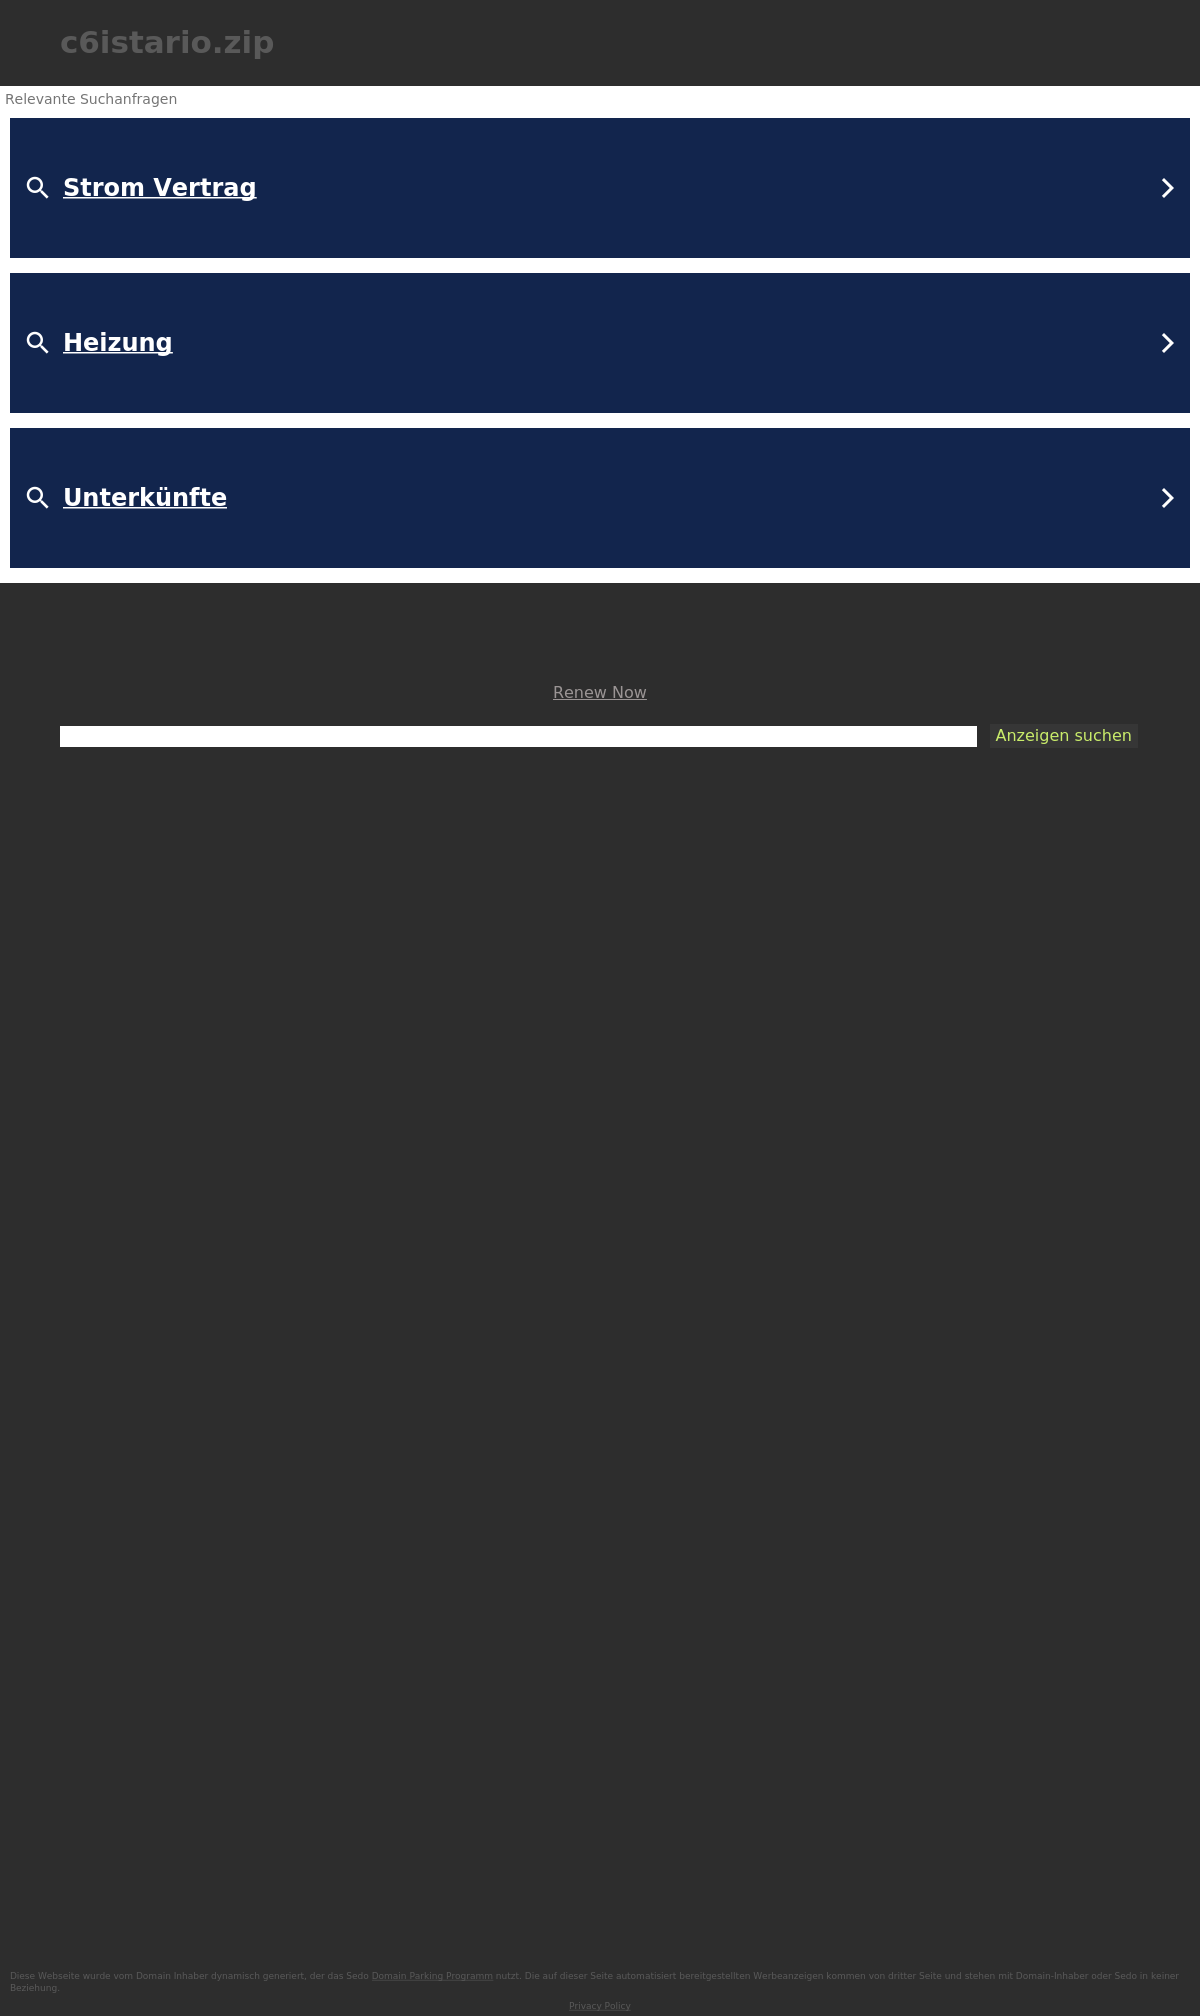 c6istario.zip
Relevante Suchanfragen
Strom Vertrag
Heizung
Unterkünfte
Renew Now
Anzeigen suchen
Diese Webseite wurde vom Domain Inhaber dynamisch generiert, der das Sedo Domain Parking Programm nutzt. Die auf dieser Seite automatisiert bereitgestellten Werbeanzeigen kommen von dritter Seite und stehen mit Domain-Inhaber oder Sedo in keiner
Beziehung.
Privacy Policy